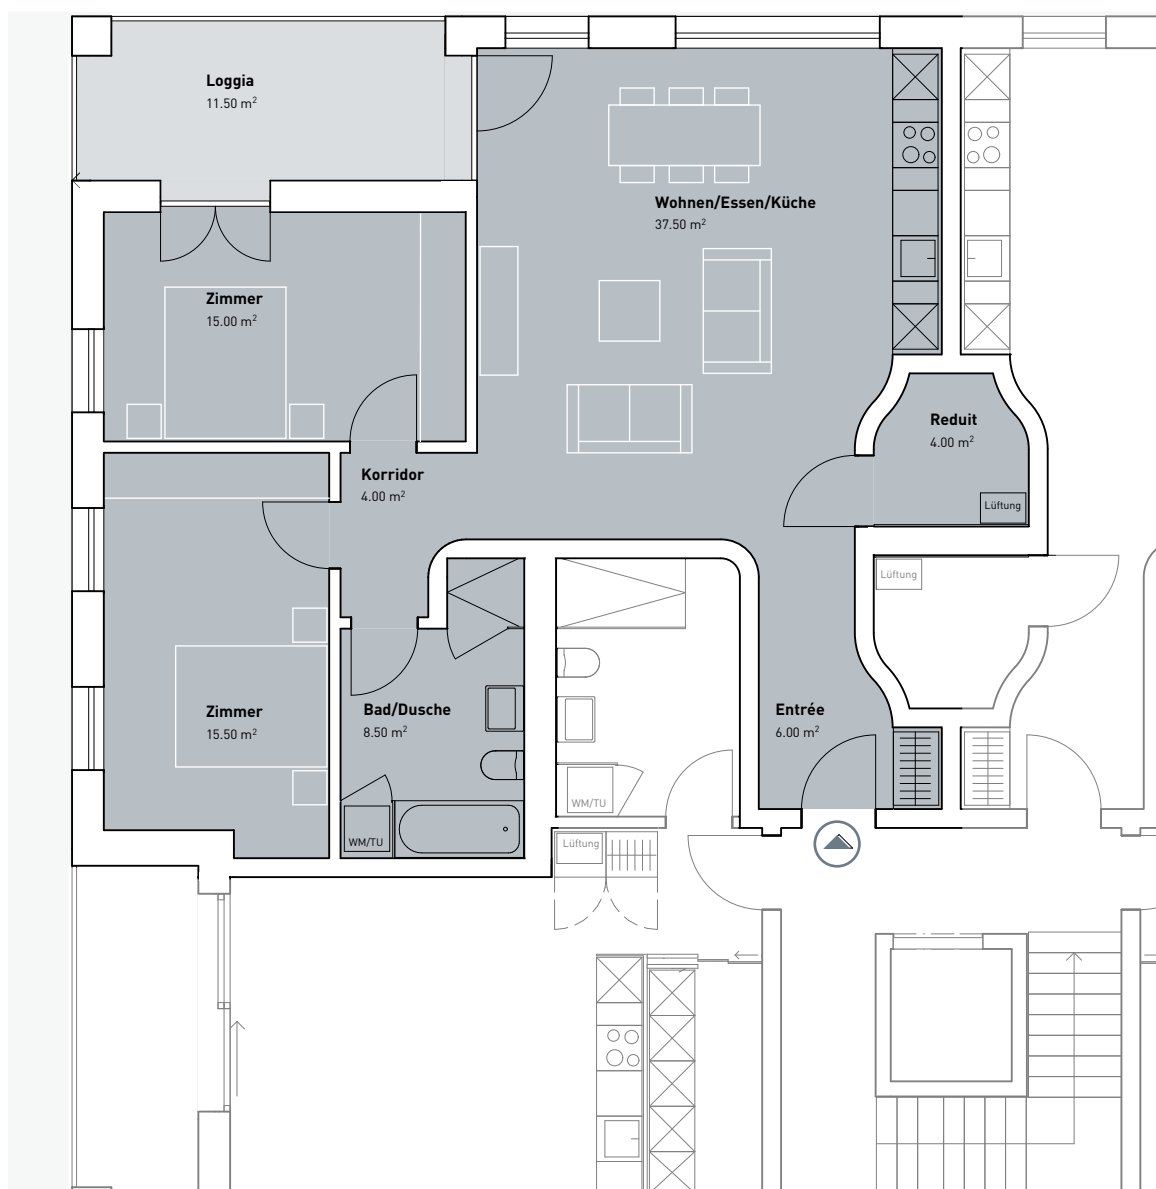 Loggia
11.50 m²
Wohnen/Essen/Küche
37.50 m²
Zimmer
15.00 m²
Reduit
4.00 m²
Korridor
4.00 m²
Lüftung
Lüftung
Zimmer
15.50 m²
Bad/Dusche
8.50 m²
Entrée
6.00 m²
WM/TU
WM/TU
Lüftung